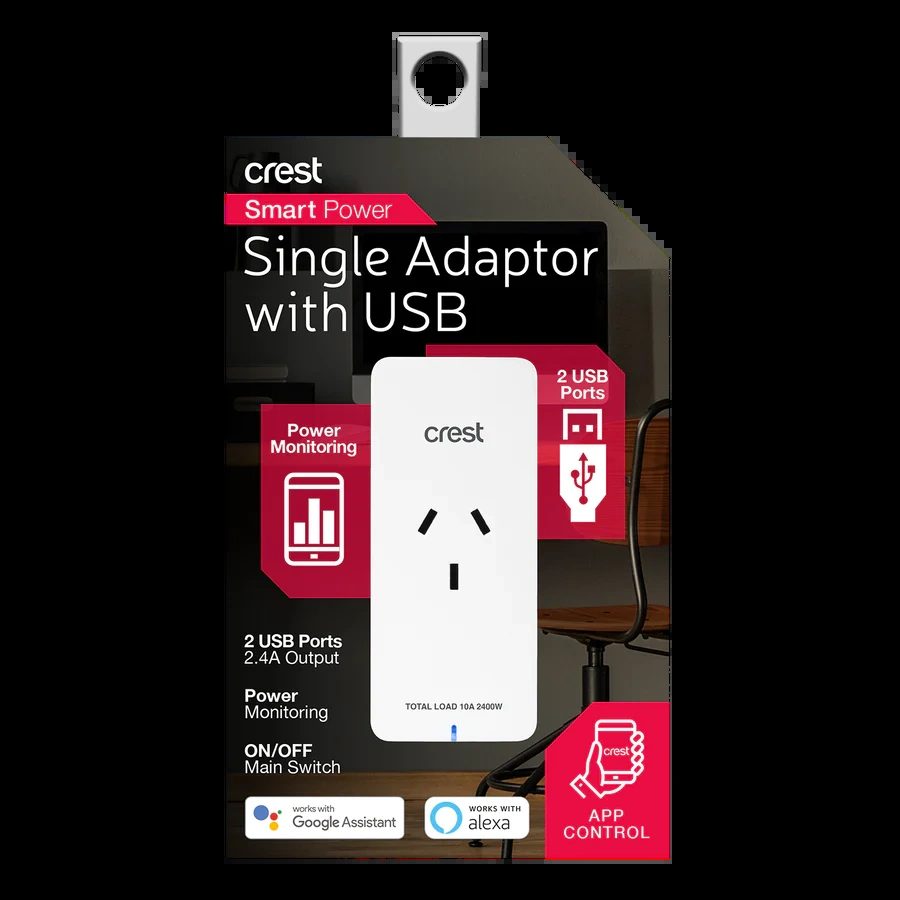 crest
Smart Power
Single Adaptor
with USB
2 USB
Ports
Power
Monitoring
crest
TOTAL LOAD 10A 2400W
2 USB Ports
2.4A Output
Power
Monitoring
ON/OFF
Main Switch
works with
Google Assistant
WORKS WITH
alexa
crest
APP
CONTROL